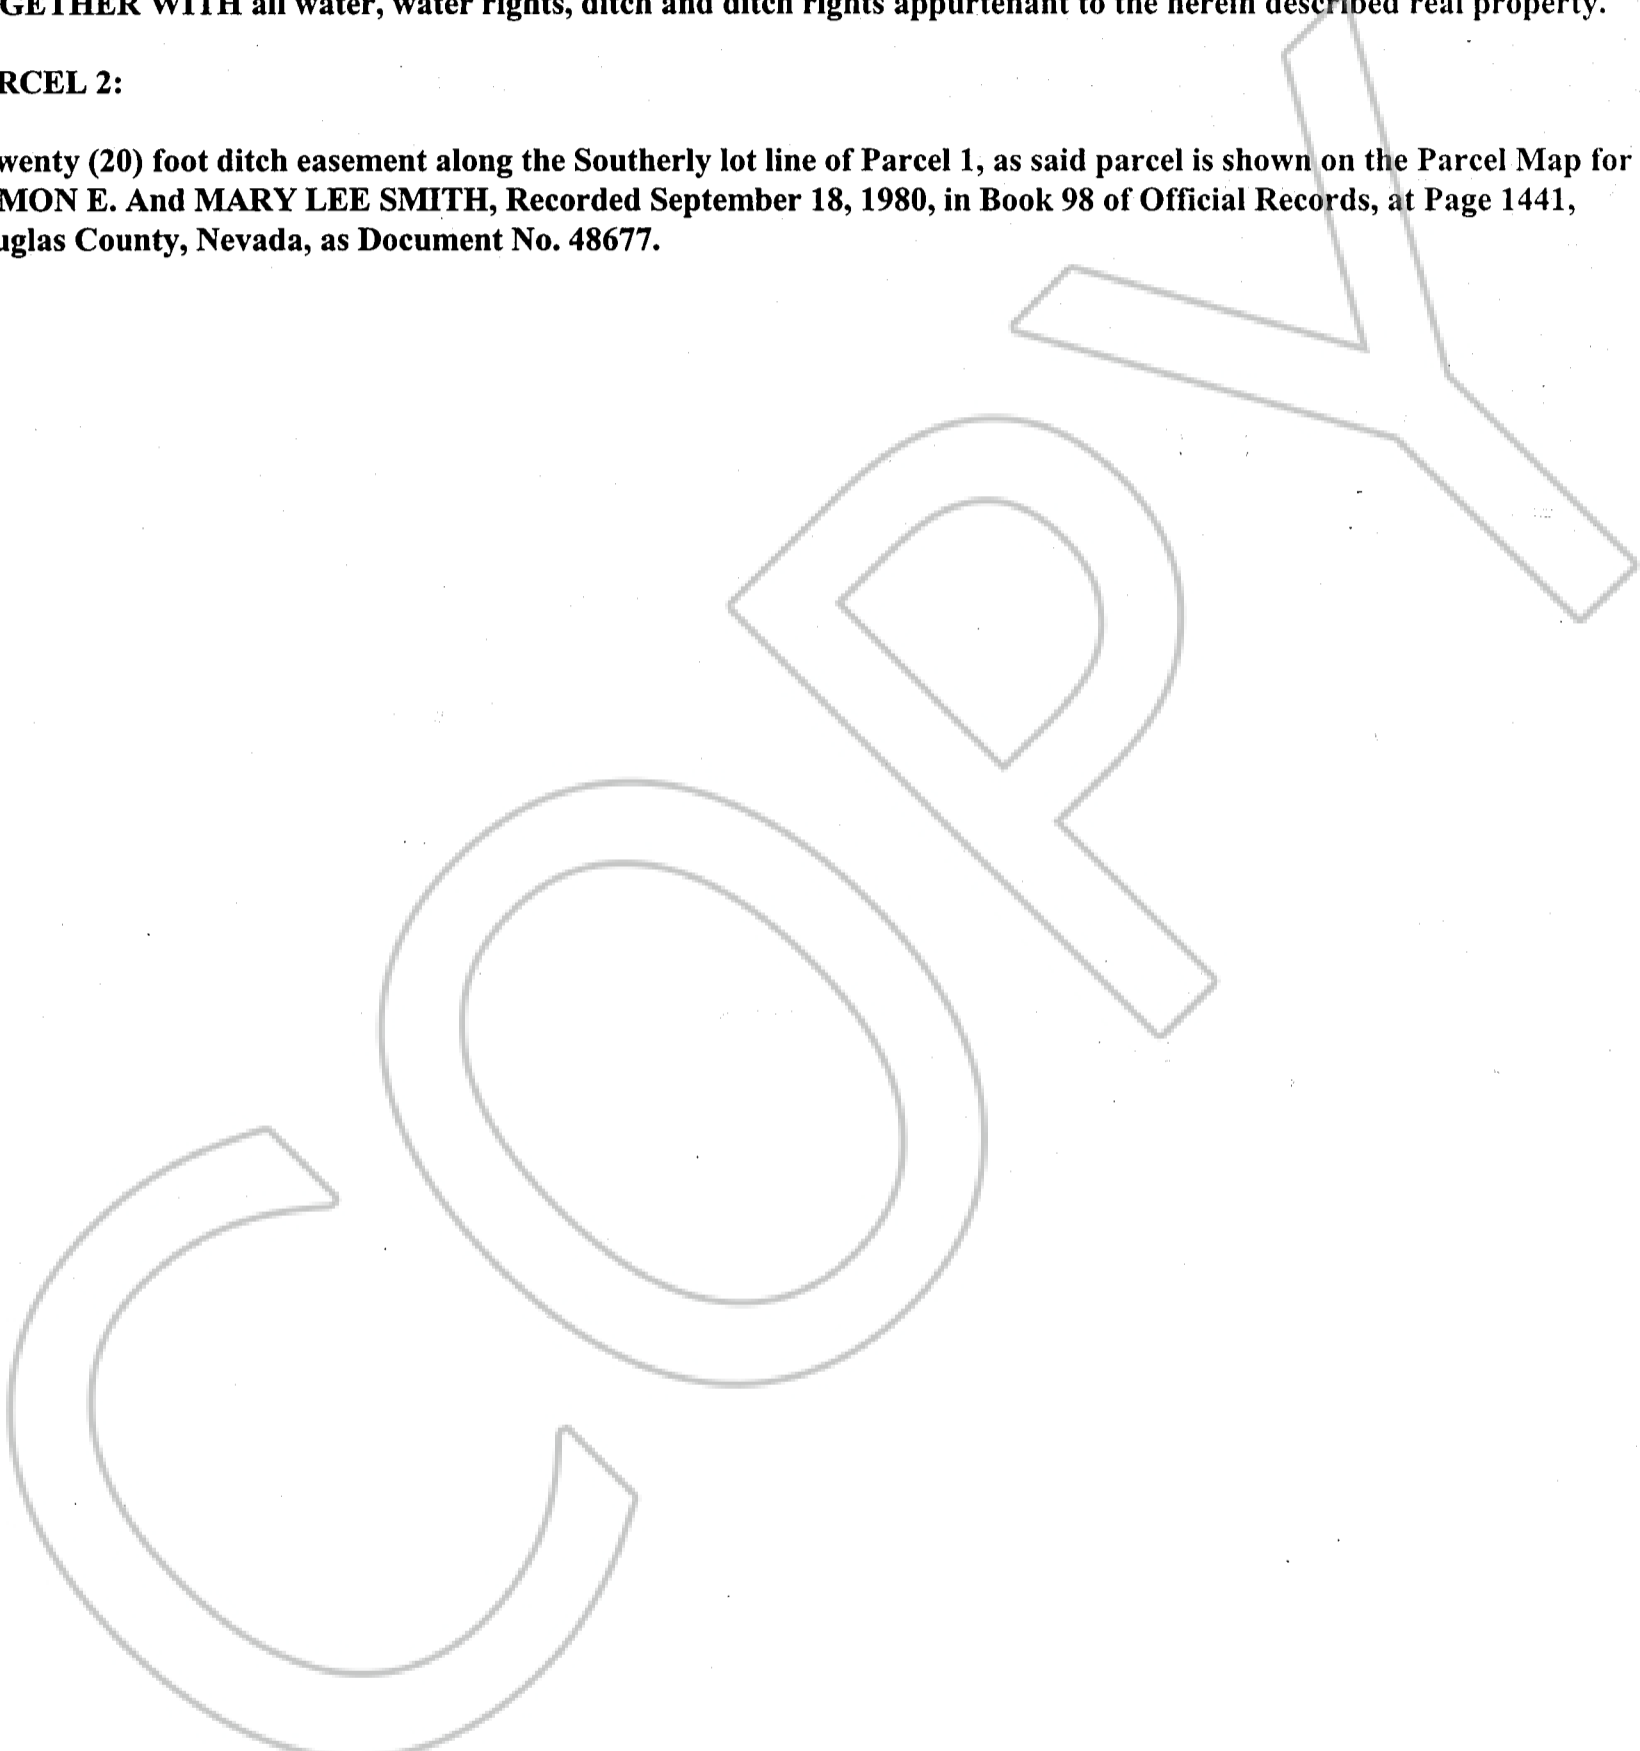 GETHER WITH all water, water rights, ditch and ditch rights appurtenant to the herein described real property.
RCEL 2:
wenty (20) foot ditch easement along the Southerly lot line of Parcel 1, as said parcel is shown on the Parcel Map for
MON E. And MARY LEE SMITH, Recorded September 18, 1980, in Book 98 of Official Records, at Page 1441,
uglas County, Nevada, as Document No. 48677.
COPY